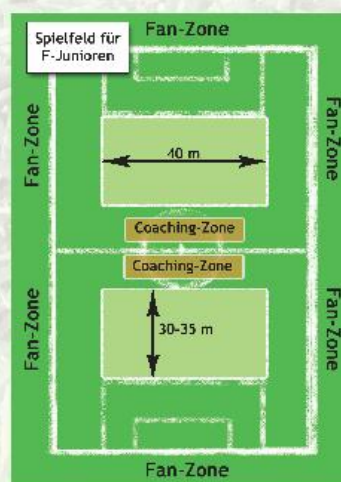 Spielfeld für
F-Junioren
Fan-Zone
Fan-Zone
Fan-Zone
40 m
Coaching-Zone
Coaching-Zone
Fan-Zone
Fan-Zone
30-35 m
Fan-Zone